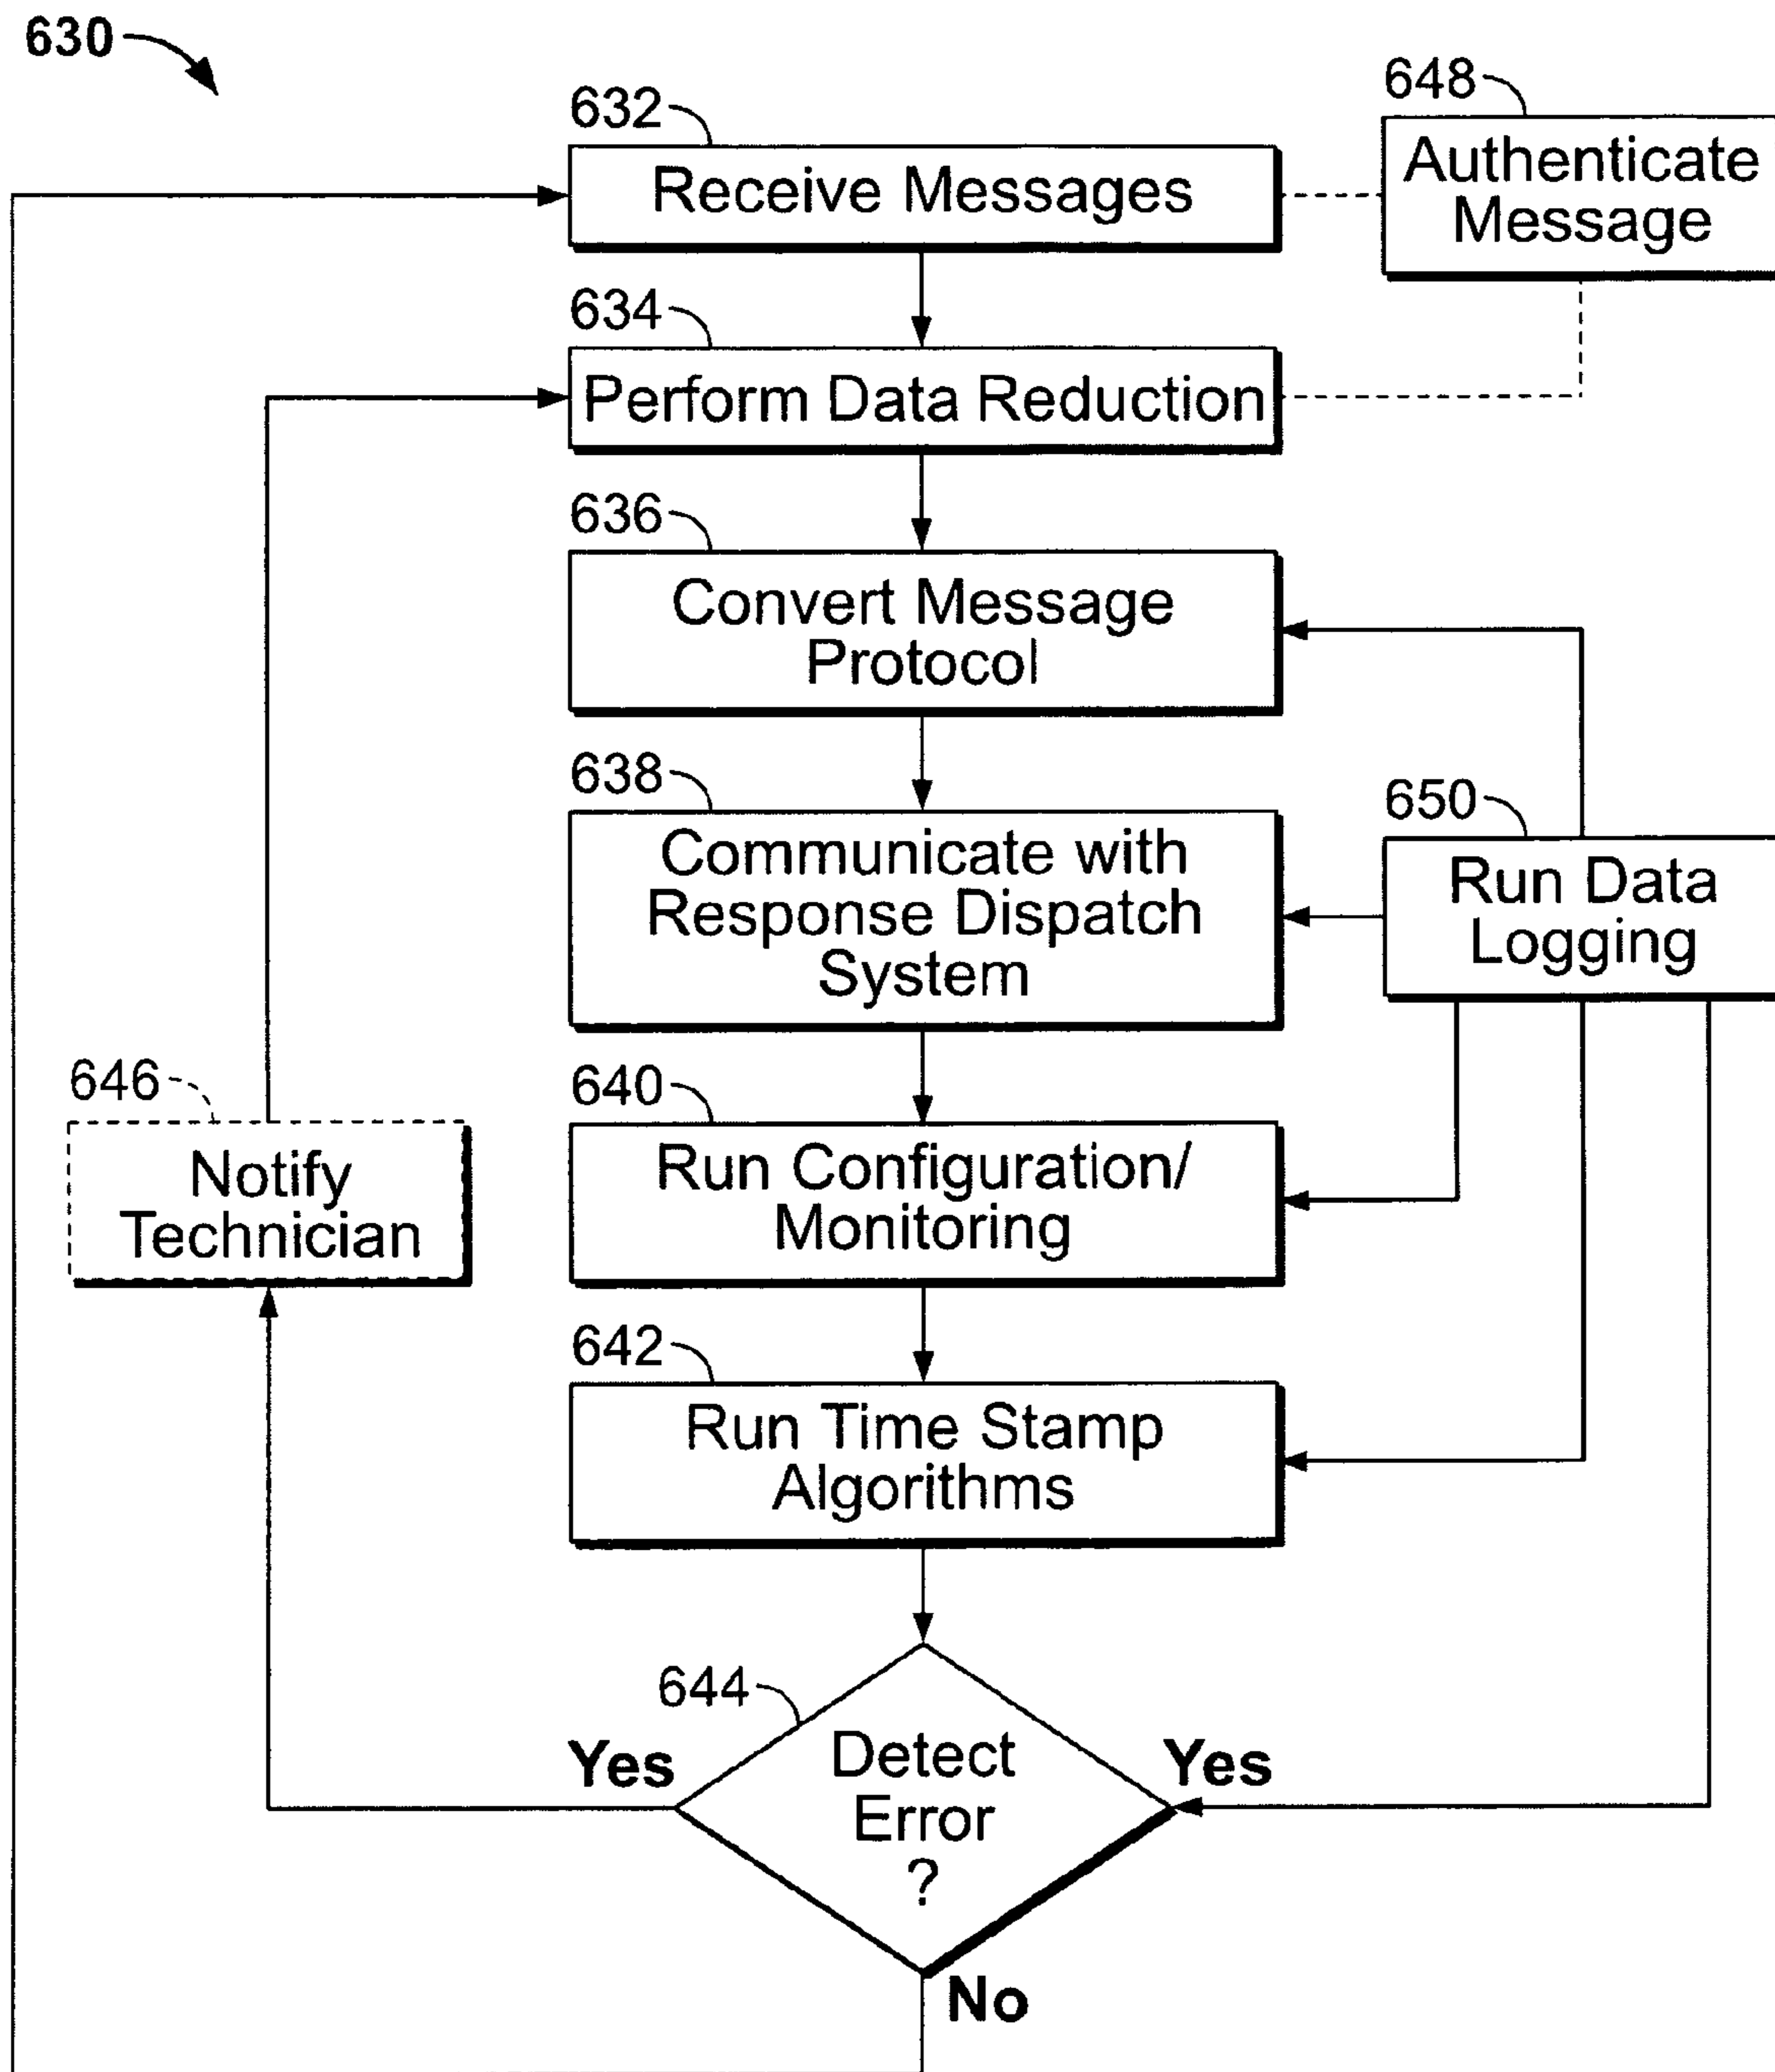 630
632
Receive Messages
648
Authenticate
Message
634
Perform Data Reduction
636
Convert Message
Protocol
638
Communicate with
Response Dispatch
System
650
Run Data
Logging
646
Notify
Technician
640
Run Configuration/
Monitoring
642
Run Time Stamp
Algorithms
644
Detect
Error
?
Yes
Yes
No